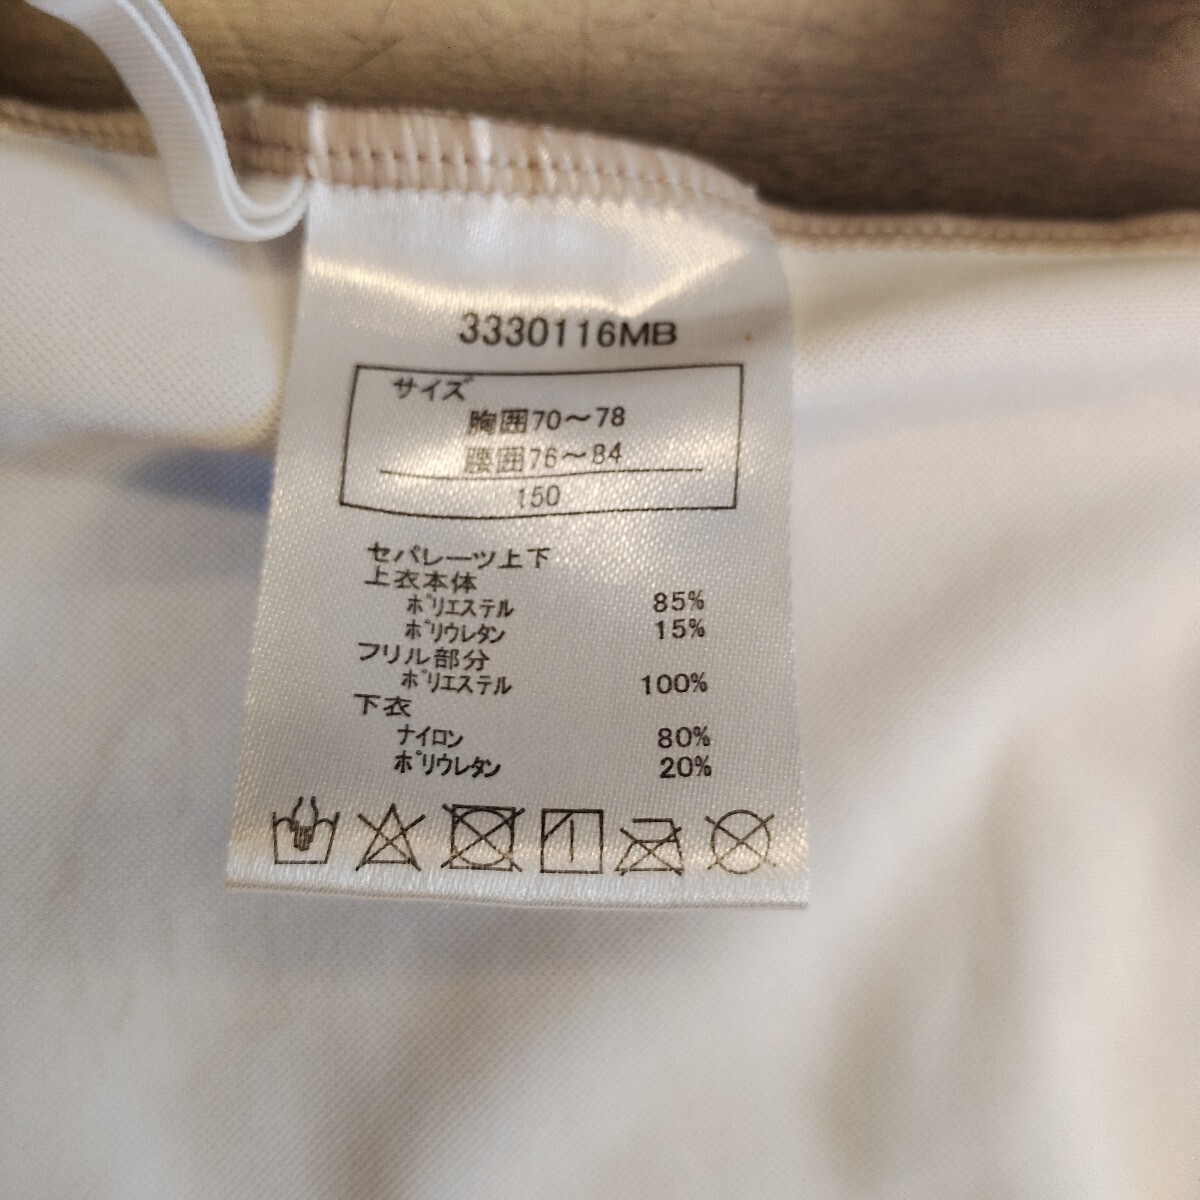 3330116MB
サイズ
胸囲70～78
腰囲76～84
150
セパレーツ上下
上衣本体
ポリエステル 85%
ポリウレタン 15%
フリル部分
ポリエステル 100%
下衣
ナイロン 80%
ポリウレタン 20%